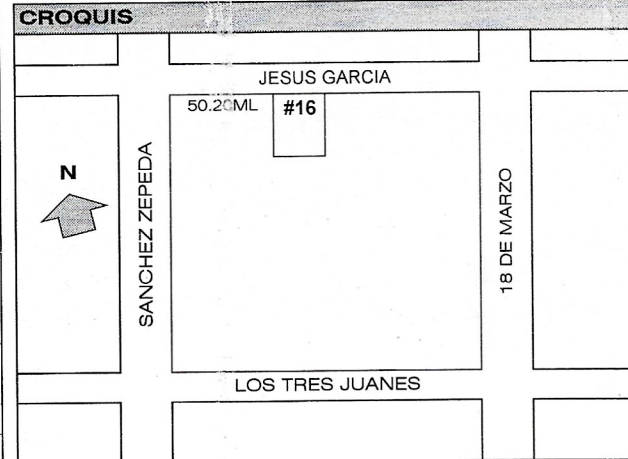 CROQUIS
JESUS GARCIA
50.20ML
#16
N
SANCHEZ ZEPEDA
18 DE MARZO
LOS TRES JUANES